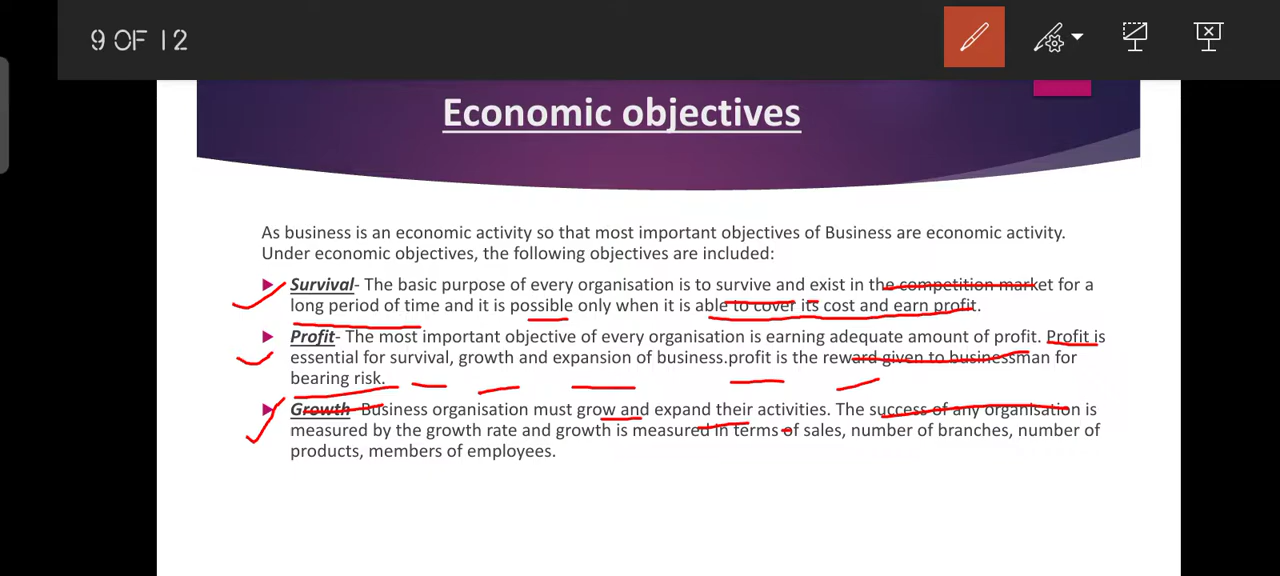 9 OF 12
Economic objectives
As business is an economic activity so that most important objectives of Business are economic activity.
Under economic objectives, the following objectives are included:
Survival- The basic purpose of every organisation is to survive and exist in the competition market for a
long period of time and it is possible only when it is able to cover its cost and earn profit.
Profit- The most important objective of every organisation is earning adequate amount of profit. Profit is
essential for survival, growth and expansion of business.profit is the reward given to businessman for
bearing risk.
Growth- Business organisation must grow and expand their activities. The success of any organisation is
measured by the growth rate and growth is measured in terms of sales, number of branches, number of
products, members of employees.